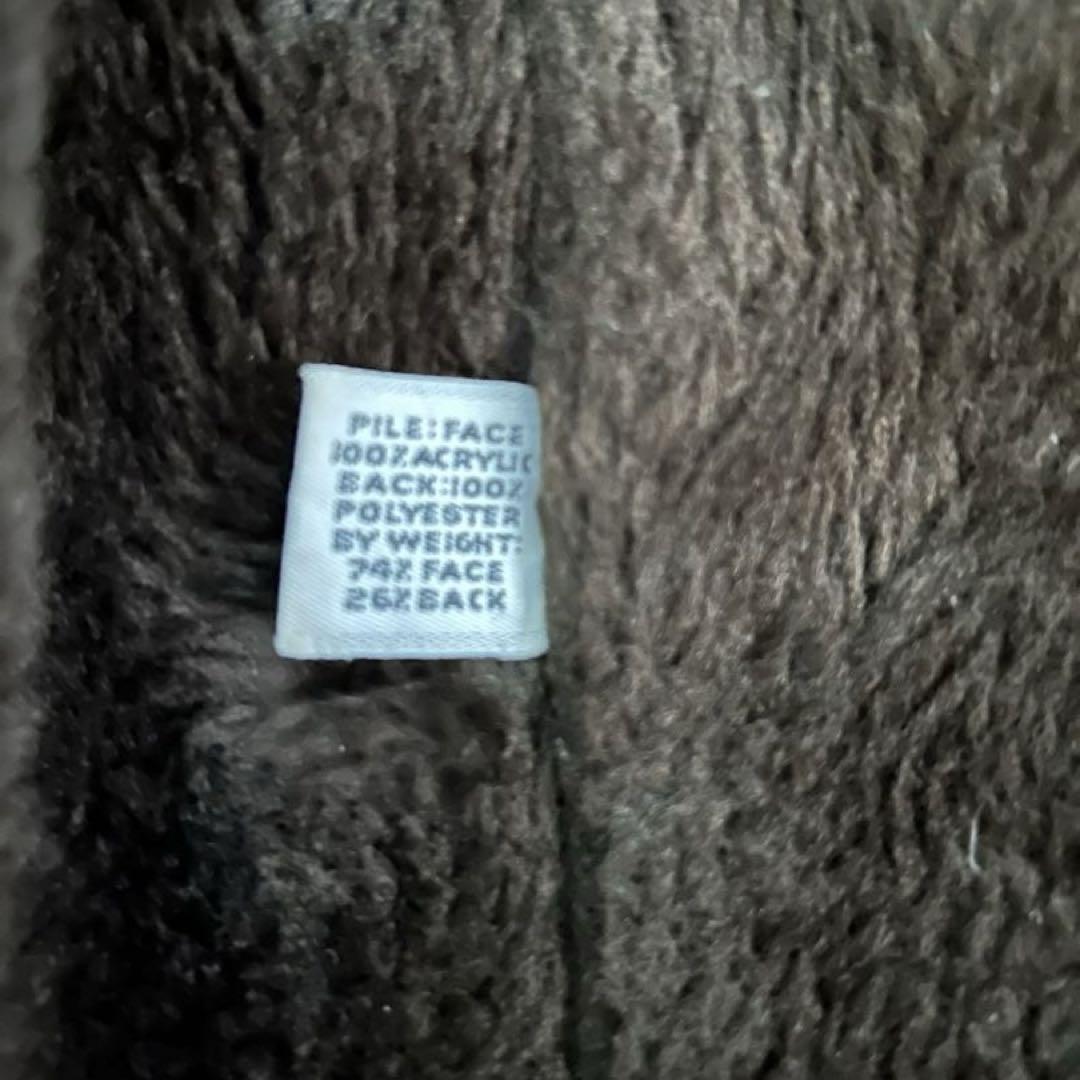 PILE:FACE
100%ACRYLIC
BACK:100%
POLYESTER
BY WEIGHT:
74% FACE
26%BACK